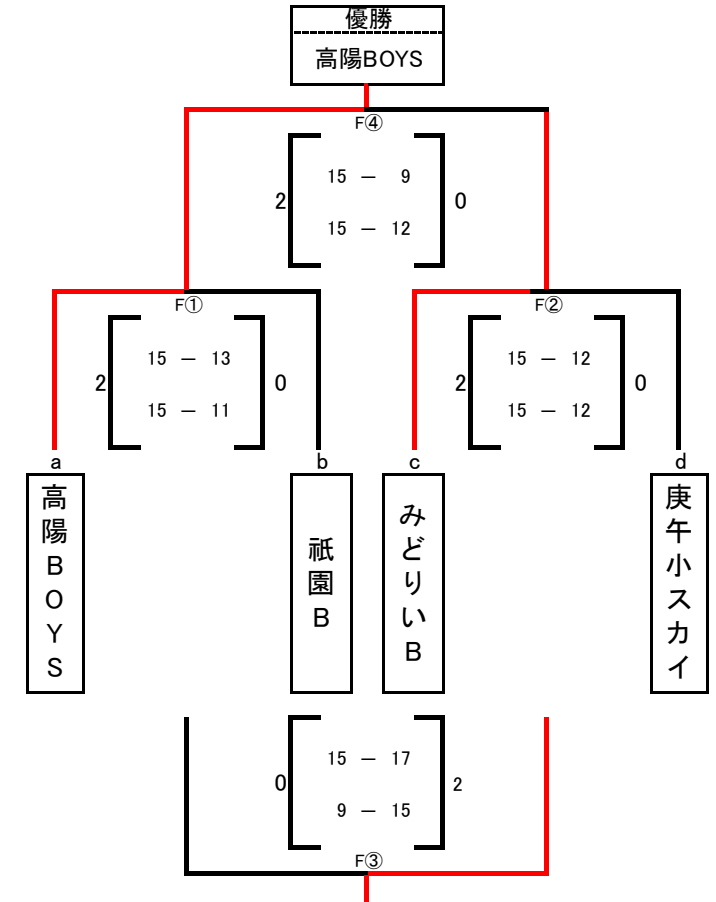 優勝
高陽BOYS
F④
15 － 9
2 0
15 － 12
F① F②
15 － 13 15 － 12
2 0 2 0
15 － 11 15 － 12
a b c d
高陽BOYS
祇園B
みどりいB
庚午小スカイ
15 － 17
0 2
9 － 15
F③